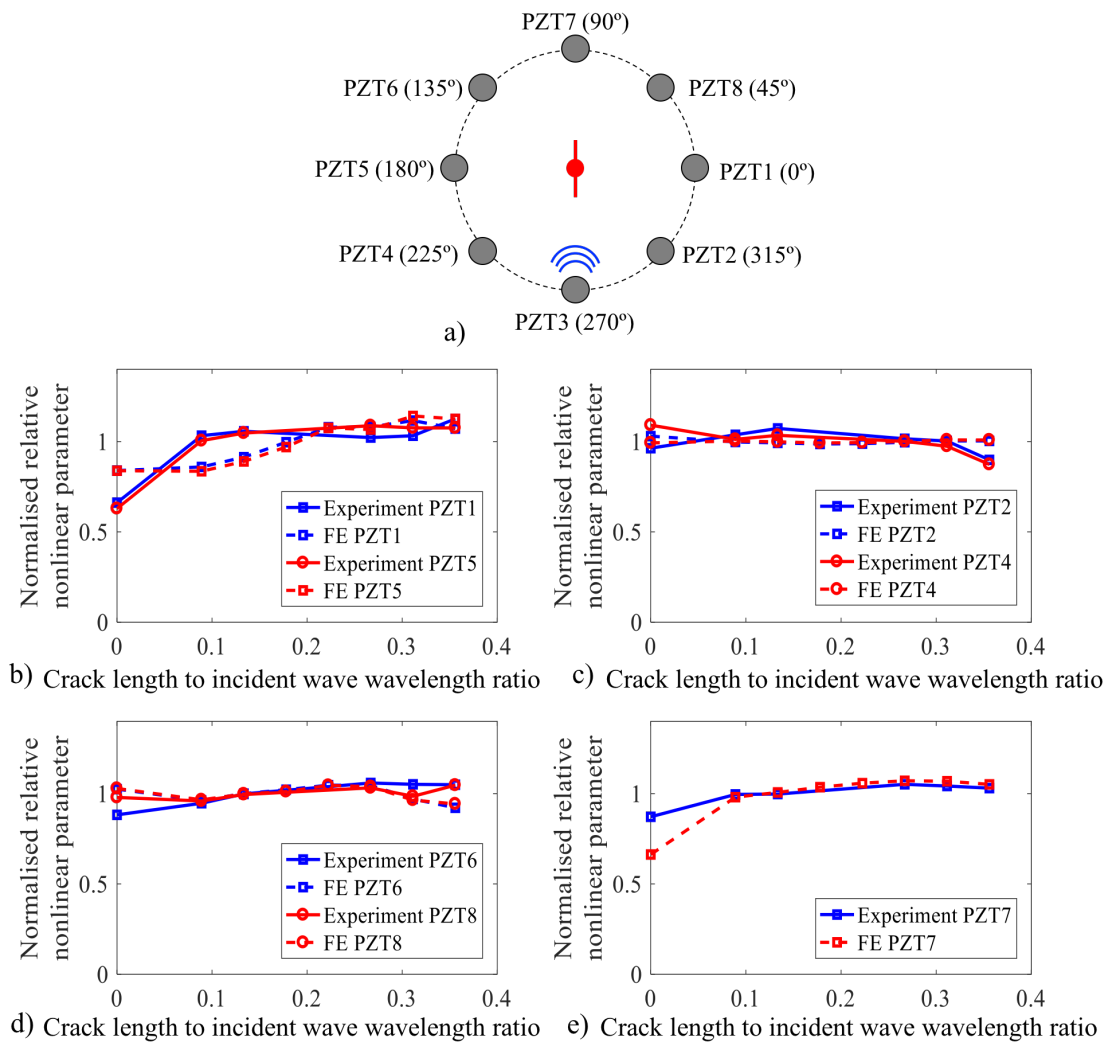 PZT7 (90º)
PZT6 (135º)
PZT8 (45º)
PZT5 (180º)
PZT1 (0º)
PZT4 (225º)
PZT2 (315º)
PZT3 (270º)
a)
Normalised relative
nonlinear parameter
1
0.5
1
0
0.1
0.2
0.3
0.4
Experiment PZT1
FE PZT1
Experiment PZT5
FE PZT5
b) Crack length to incident wave wavelength ratio
Normalised relative
nonlinear parameter
1
0.5
1
0
0.1
0.2
0.3
0.4
Experiment PZT2
FE PZT2
Experiment PZT4
FE PZT4
c) Crack length to incident wave wavelength ratio
Normalised relative
nonlinear parameter
1
0.5
1
0
0.1
0.2
0.3
0.4
Experiment PZT6
FE PZT6
Experiment PZT8
FE PZT8
d) Crack length to incident wave wavelength ratio
Normalised relative
nonlinear parameter
1
0.5
1
0
0.1
0.2
0.3
0.4
Experiment PZT7
FE PZT7
e) Crack length to incident wave wavelength ratio